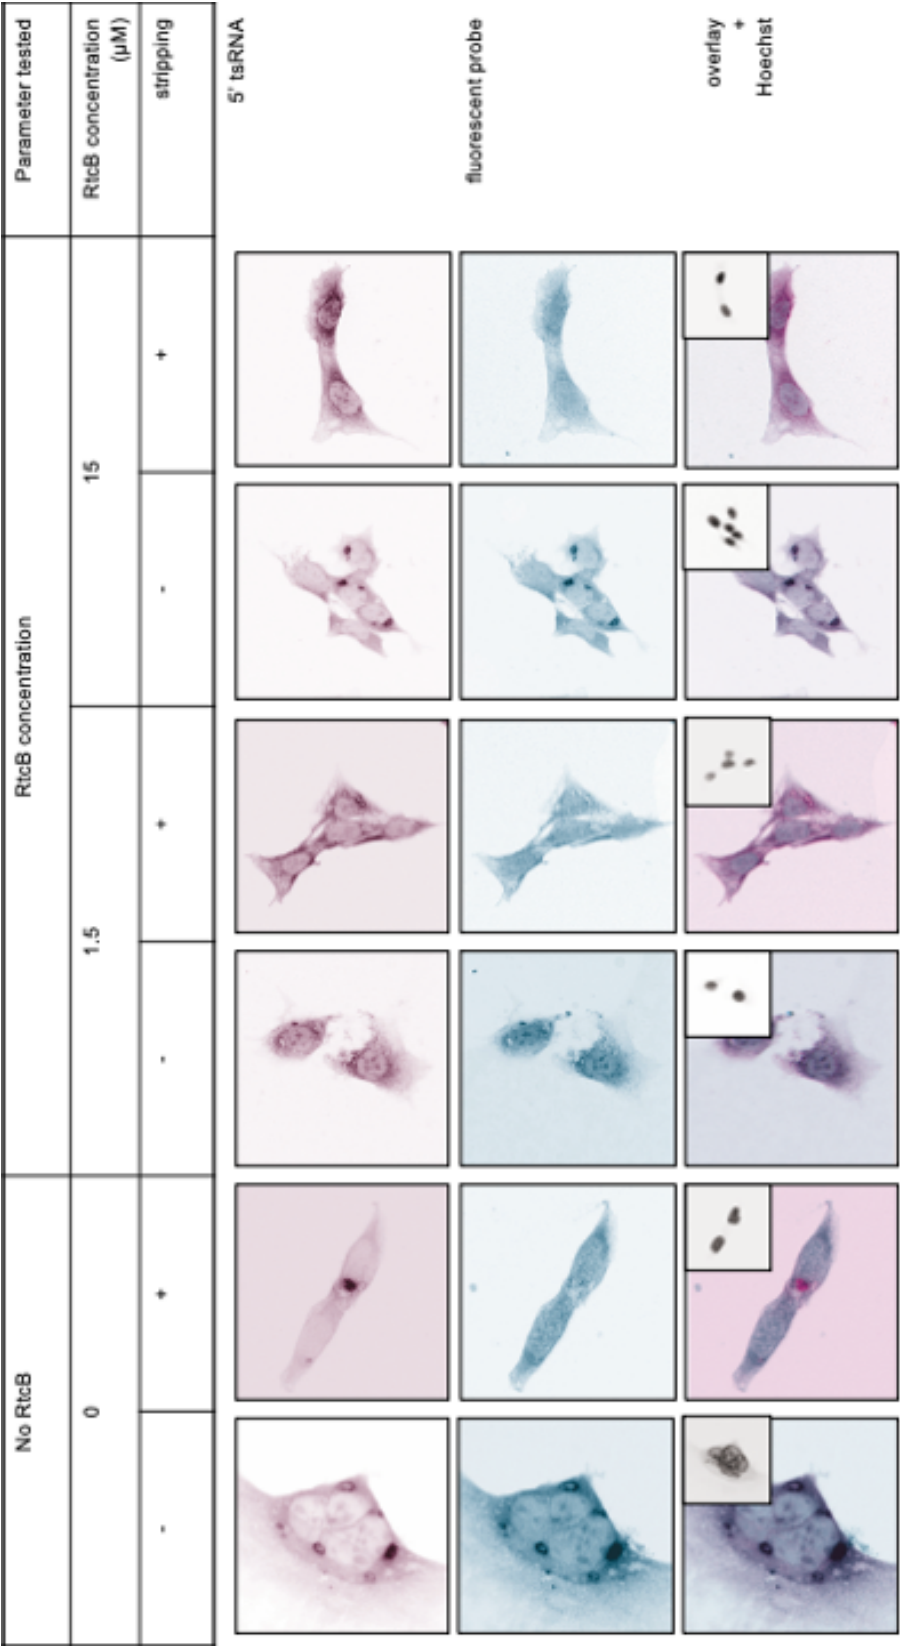 Parameter tested
RtcB concentration
No RtcB
RtcB concentration
(µM)
15
1.5
0
stripping
+
-
+
-
+
-
5' tsRNA
fluorescent probe
overlay
+
Hoechst